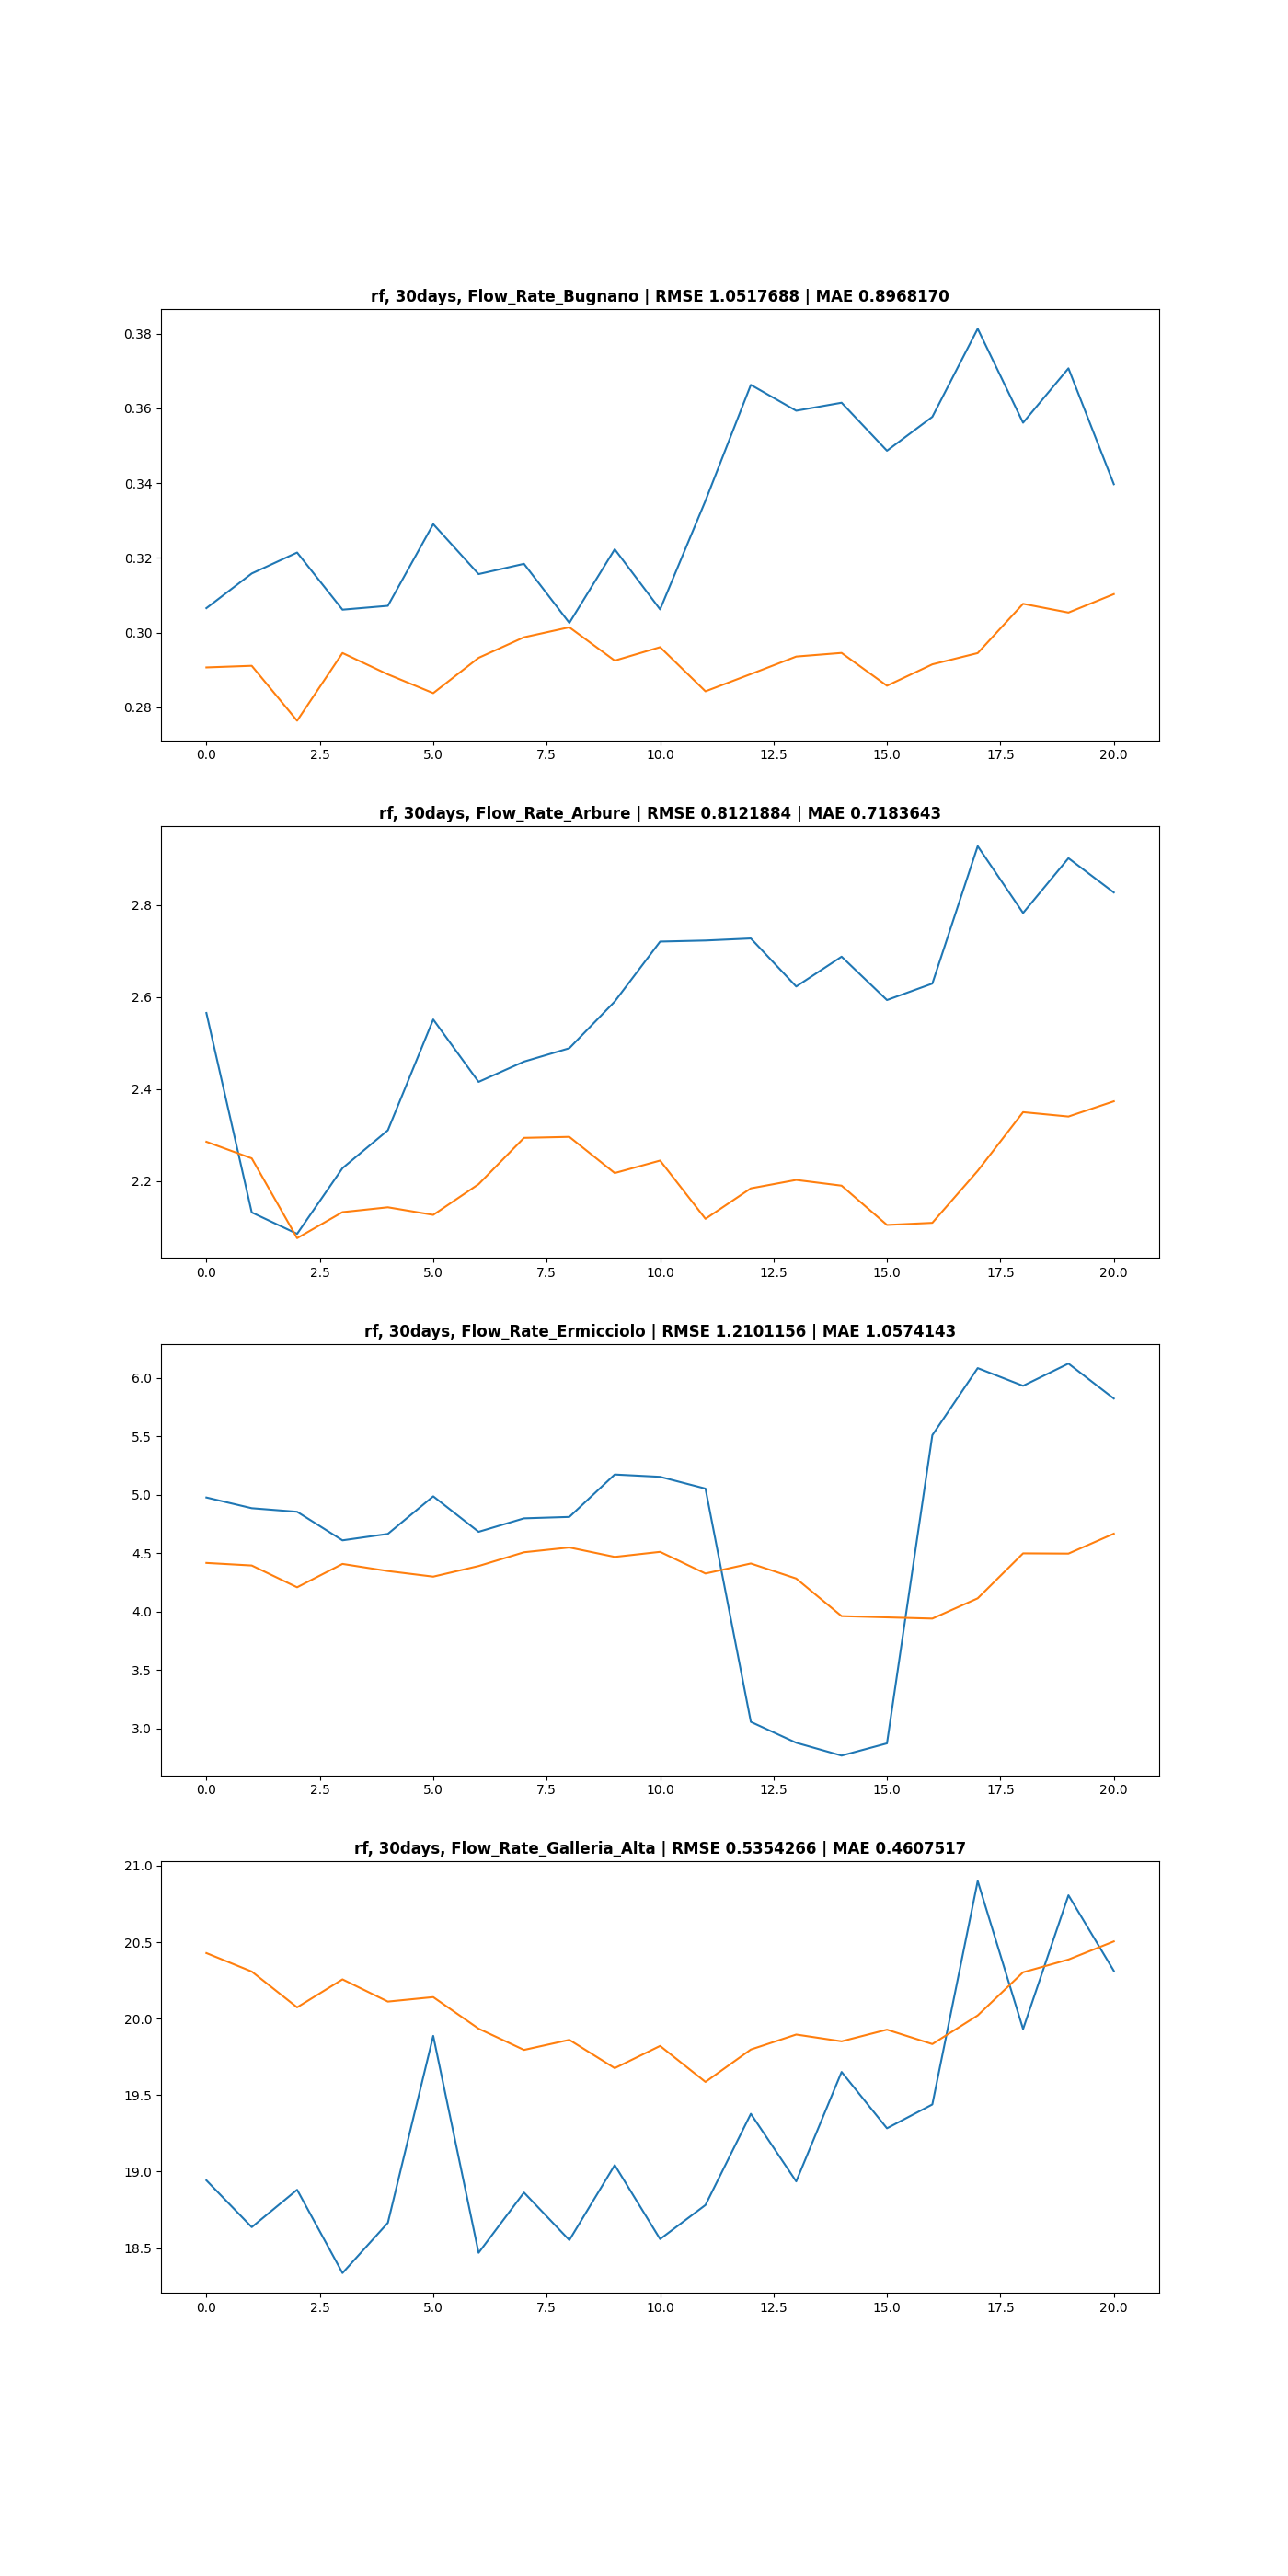 rf, 30days, Flow_Rate_Bugnano | RMSE 1.0517688 | MAE 0.8968170
0.38
0.36
0.34
0.32
0.30
0.28
0.0 2.5 5.0 7.5 10.0 12.5 15.0 17.5 20.0
rf, 30days, Flow_Rate_Arbure | RMSE 0.8121884 | MAE 0.7183643
2.8
2.6
2.4
2.2
0.0 2.5 5.0 7.5 10.0 12.5 15.0 17.5 20.0
rf, 30days, Flow_Rate_Ermicciolo | RMSE 1.2101156 | MAE 1.0574143
6.0
5.5
5.0
4.5
4.0
3.5
3.0
0.0 2.5 5.0 7.5 10.0 12.5 15.0 17.5 20.0
rf, 30days, Flow_Rate_Galleria_Alta | RMSE 0.5354266 | MAE 0.4607517
21.0
20.5
20.0
19.5
19.0
18.5
0.0 2.5 5.0 7.5 10.0 12.5 15.0 17.5 20.0